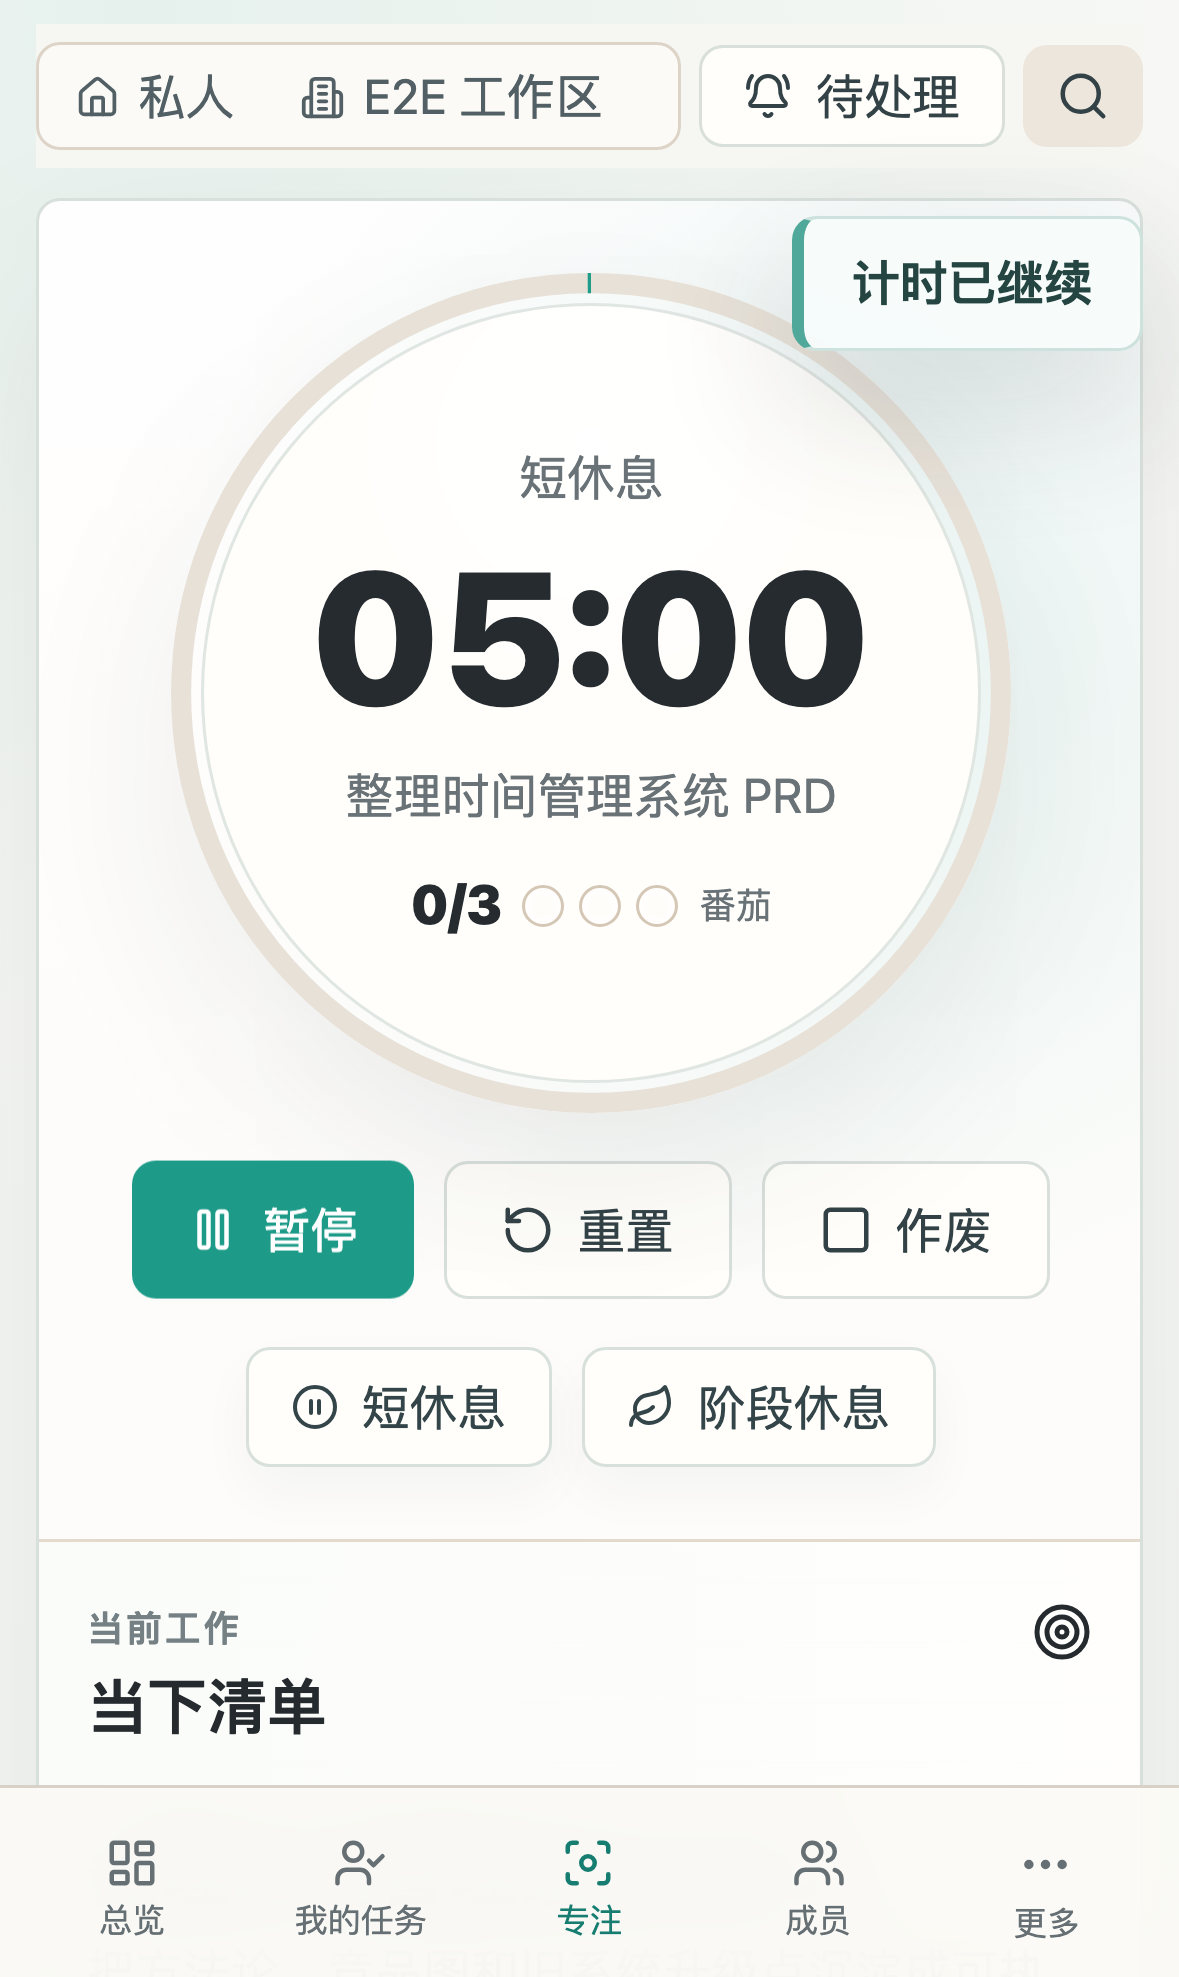 私人 E2E 工作区 待处理
计时已继续
短休息
05:00
整理时间管理系统 PRD
0/3 番茄
暂停 重置 作废
短休息 阶段休息
当前工作
当下清单
总览 我的任务 专注 成员 更多